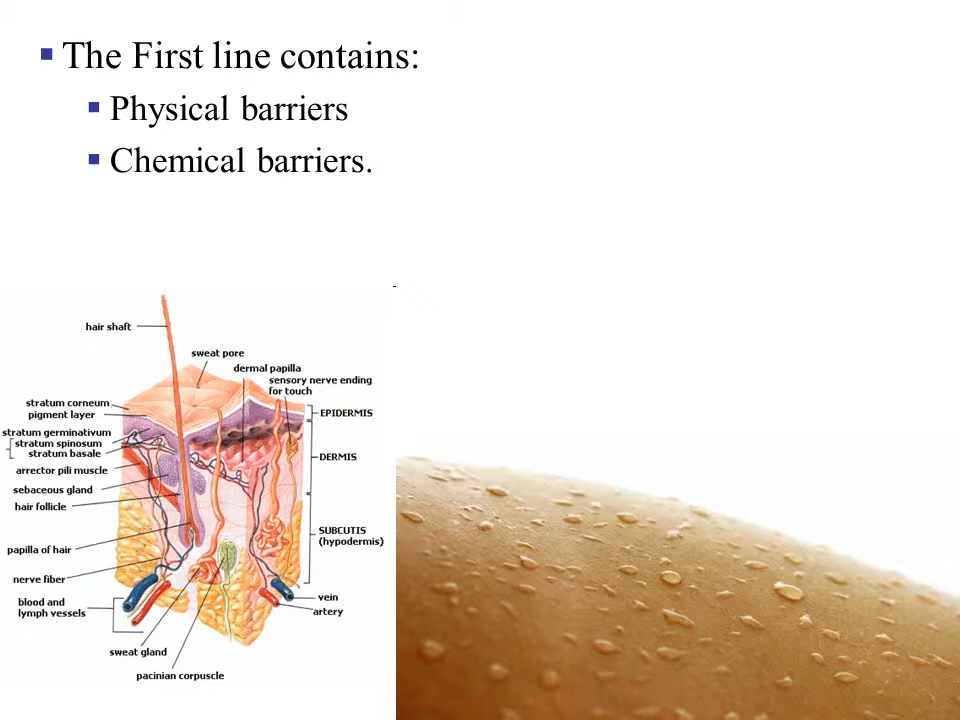 The First line contains:
Physical barriers
Chemical barriers.
hair shaft
sweat pore
dermal papilla
sensory nerve ending
for touch
stratum corneum
pigment layer
stratum germinativum
stratum spinosum
stratum basale
arrector pili muscle
sebaceous gland
hair follicle
papilla of hair
nerve fiber
blood and
lymph vessels
sweat gland
pacinian corpuscle
EPIDERMIS
DERMIS
SUBCUTIS
(hypodermis)
vein
artery